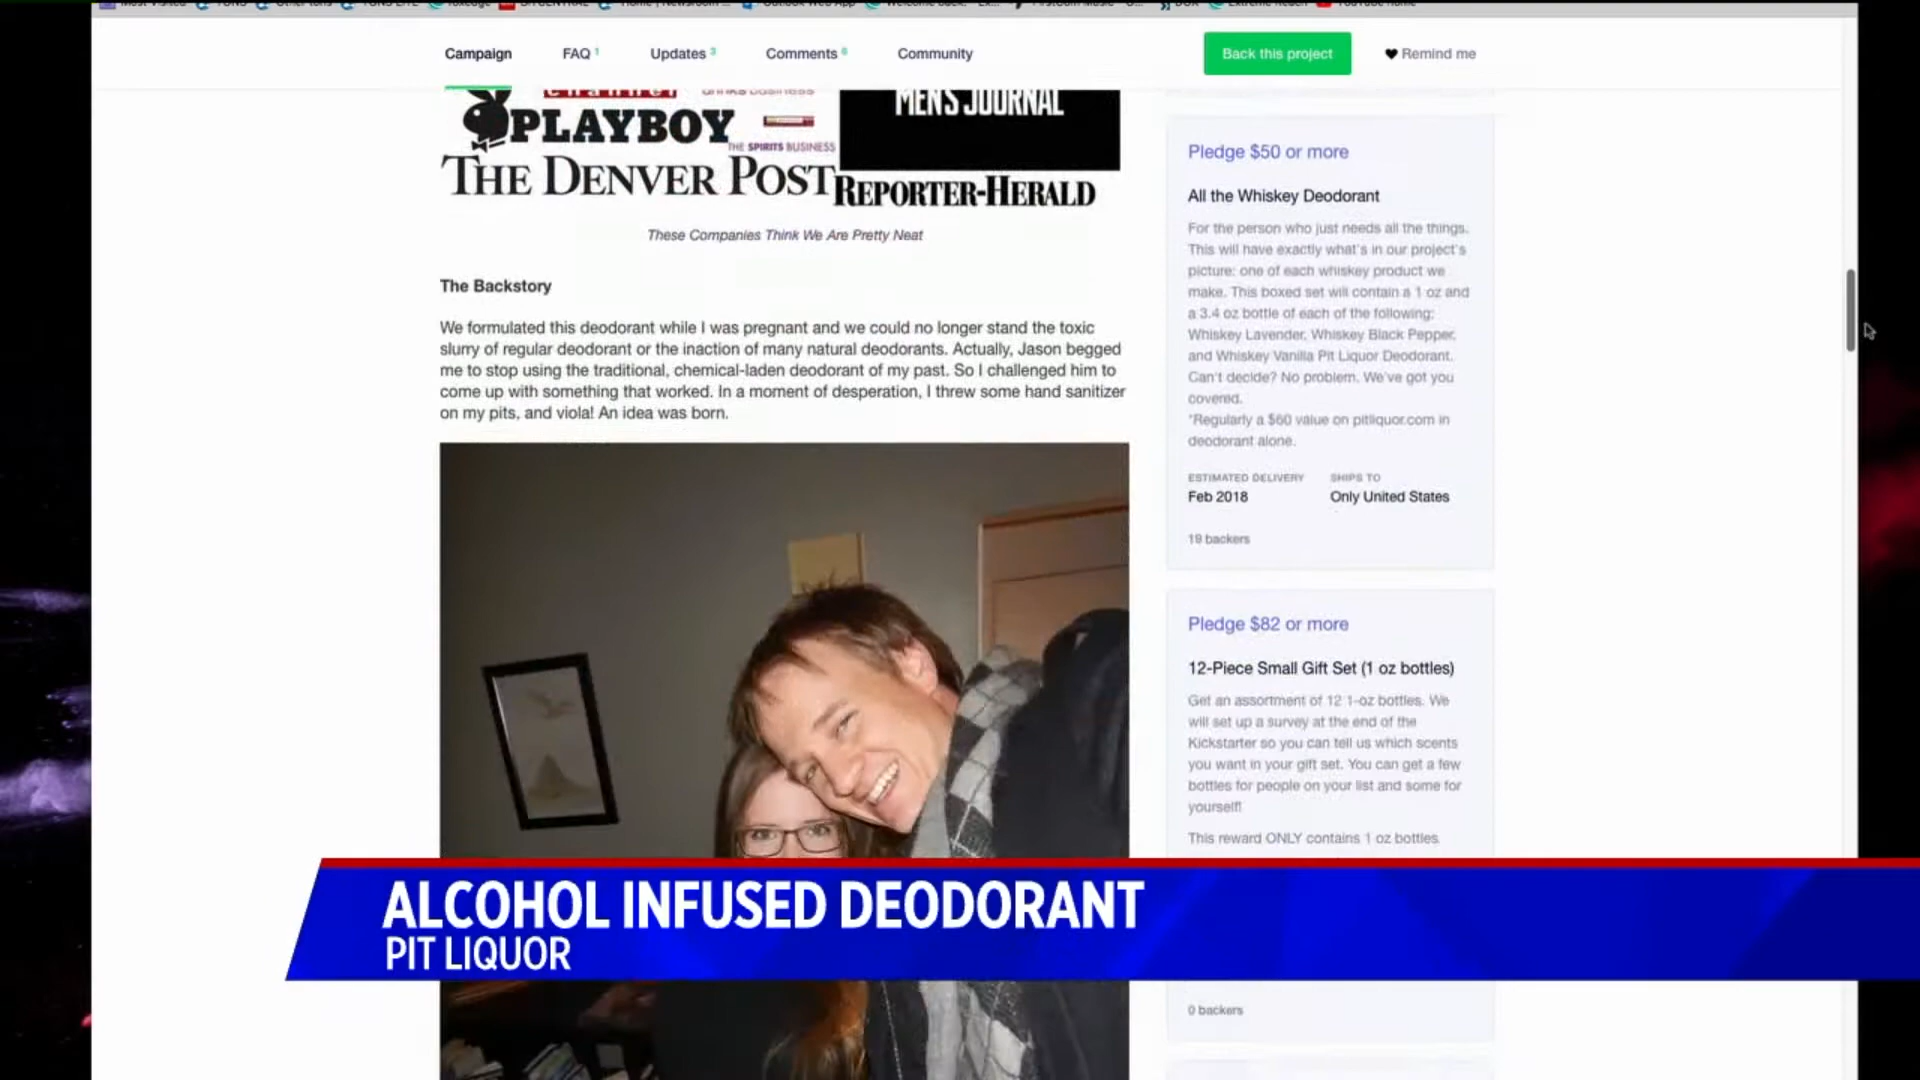 Campaign FAQ 1 Updates 3 Comments 6 Community Back this project Remind me
PLAYBOY
THE SPIRITS BUSINESS
MEN'S JOURNAL
THE DENVER POST
REPORTER-HERALD
These Companies Think We Are Pretty Neat
The Backstory
We formulated this deodorant while I was pregnant and we could no longer stand the toxic
slurry of regular deodorant or the inaction of many natural deodorants. Actually, Jason begged
me to stop using the traditional, chemical-laden deodorant of my past. So I challenged him to
come up with something that worked. In a moment of desperation, I threw some hand sanitizer
on my pits, and viola! An idea was born.
Pledge $50 or more
All the Whiskey Deodorant
For the person who just needs all the things.
This will have exactly what's in our project's
picture: one of each whiskey product we
make. This boxed set will contain a 1 oz and
a 3.4 oz bottle of each of the following:
Whiskey Lavender, Whiskey Black Pepper,
and Whiskey Vanilla Pit Liquor Deodorant.
Can't decide? No problem. We've got you
covered.
*Regularly a $60 value on pitliquor.com in
deodorant alone.
ESTIMATED DELIVERY SHIPS TO
Feb 2018 Only United States
19 backers
Pledge $82 or more
12-Piece Small Gift Set (1 oz bottles)
Get an assortment of 12 1-oz bottles. We
will set up a survey at the end of the
Kickstarter so you can tell us which scents
you want in your gift set. You can get a few
bottles for people on your list and some for
yourself!
This reward ONLY contains 1 oz bottles.
0 backers
ALCOHOL INFUSED DEODORANT
PIT LIQUOR